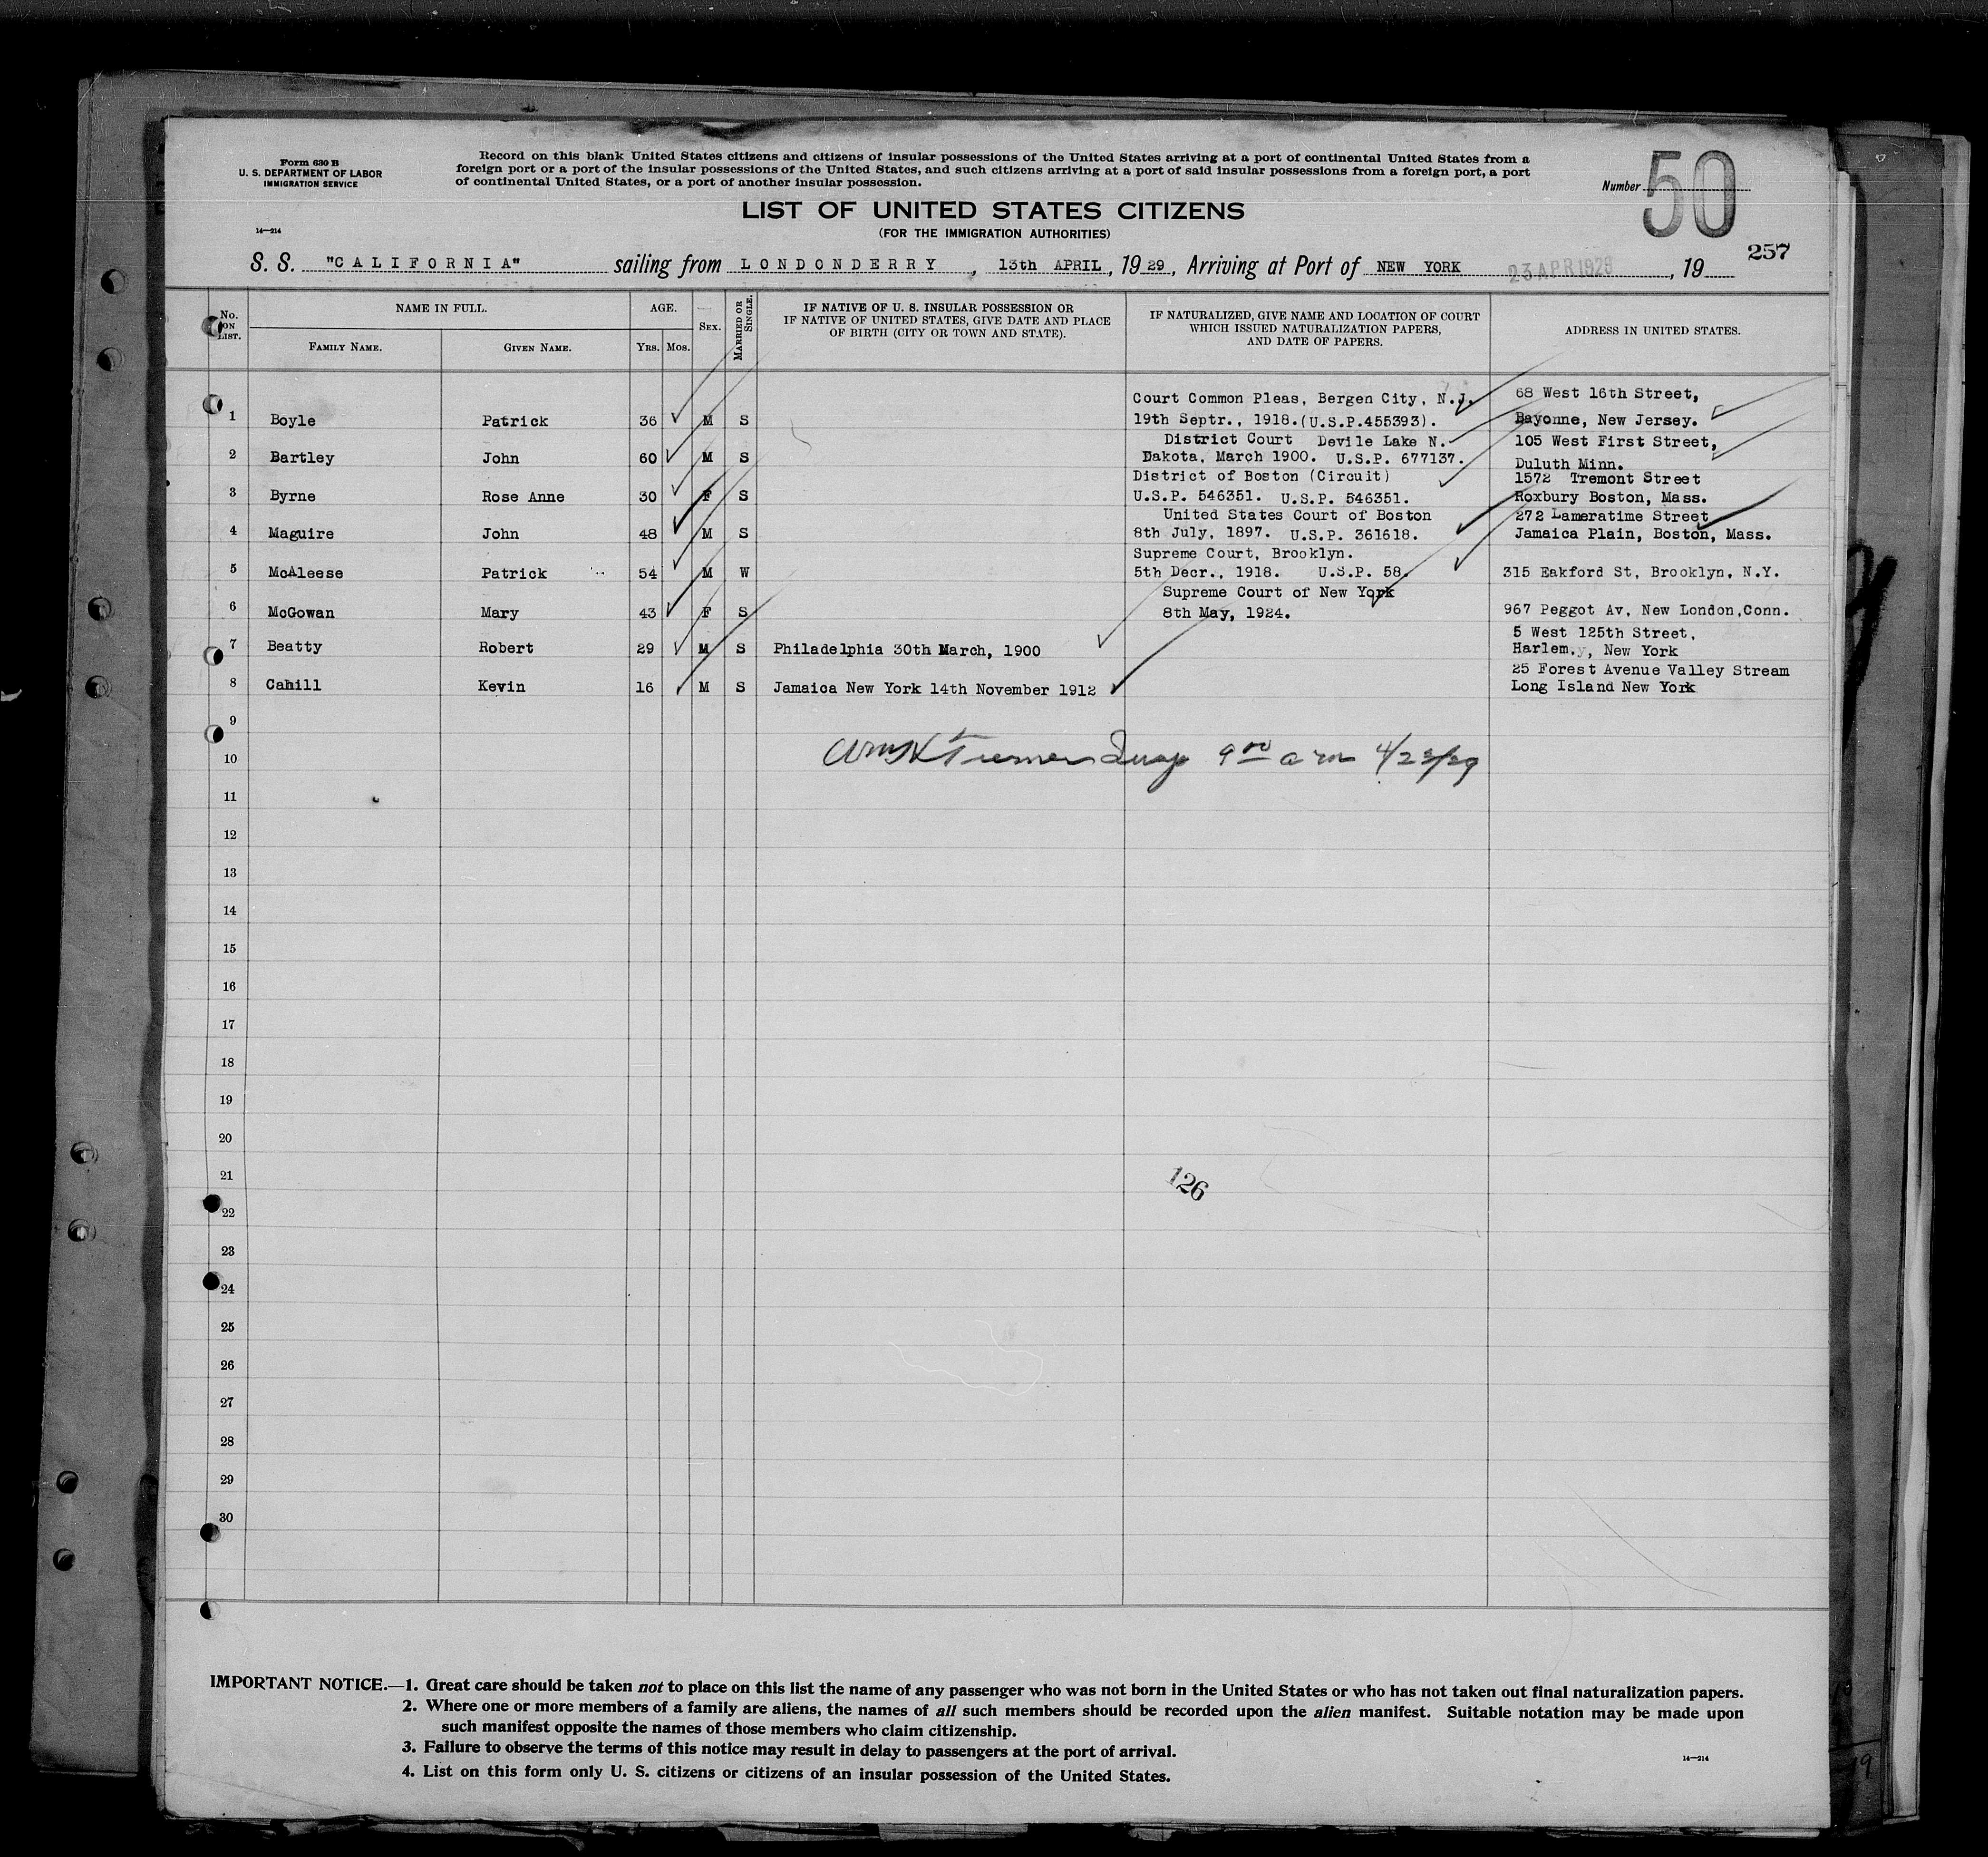 Form 630 B
U. S. DEPARTMENT OF LABOR
IMMIGRATION SERVICE
14—214
Record on this blank United States citizens and citizens of insular possessions of the United States arriving at a port of continental United States from a
foreign port or a port of the insular possessions of the United States, and such citizens arriving at a port of said insular possessions from a foreign port, a port
of continental United States, or a port of another insular possession.
Number 50
LIST OF UNITED STATES CITIZENS
(FOR THE IMMIGRATION AUTHORITIES)
257
S. S. "CALIFORNIA" sailing from LONDONDERRY, 13th APRIL, 1929, Arriving at Port of NEW YORK 23 APR 1929, 19
No. ON LIST.
NAME IN FULL.
FAMILY NAME.
GIVEN NAME.
AGE.
YRS. MOS.
SEX.
MARRIED OR SINGLE.
IF NATIVE OF U. S. INSULAR POSSESSION OR
IF NATIVE OF UNITED STATES, GIVE DATE AND PLACE
OF BIRTH (CITY OR TOWN AND STATE).
IF NATURALIZED, GIVE NAME AND LOCATION OF COURT
WHICH ISSUED NATURALIZATION PAPERS,
AND DATE OF PAPERS.
ADDRESS IN UNITED STATES.
Court Common Pleas, Bergen City, N.J. 68 West 16th Street,
1 Boyle Patrick 36 M S 19th Septr., 1918. (U.S.P.455393). Bayonne, New Jersey.
District Court Devile Lake N. 105 West First Street,
2 Bartley John 60 M S Dakota, March 1900. U.S.P. 677137. Duluth Minn.
District of Boston (Circuit) 1572 Tremont Street
3 Byrne Rose Anne 30 F S U.S.P. 546351. U.S.P. 546351. Roxbury Boston, Mass.
United States Court of Boston 272 Lameratime Street
4 Maguire John 48 M S 8th July, 1897. U.S.P. 361618. Jamaica Plain, Boston, Mass.
Supreme Court, Brooklyn.
5 McAleese Patrick 54 M W 5th Decr., 1918. U.S.P. 58. 315 Eakford St, Brooklyn, N.Y.
Supreme Court of New York
6 McGowan Mary 43 F S 8th May, 1924. 967 Peggot Av, New London,Conn.
5 West 125th Street,
7 Beatty Robert 29 M S Philadelphia 30th March, 1900 Harlem, y, New York
25 Forest Avenue Valley Stream
8 Cahill Kevin 16 M S Jamaica New York 14th November 1912 Long Island New York
9
10 9 00 a m 4/23/29
11
12
13
14
15
16
17
18
19
20
21
126
22
23
24
25
26
27
28
29
30
IMPORTANT NOTICE.—1. Great care should be taken not to place on this list the name of any passenger who was not born in the United States or who has not taken out final naturalization papers.
2. Where one or more members of a family are aliens, the names of all such members should be recorded upon the alien manifest. Suitable notation may be made upon
such manifest opposite the names of those members who claim citizenship.
3. Failure to observe the terms of this notice may result in delay to passengers at the port of arrival.
4. List on this form only U. S. citizens or citizens of an insular possession of the United States.
14—214